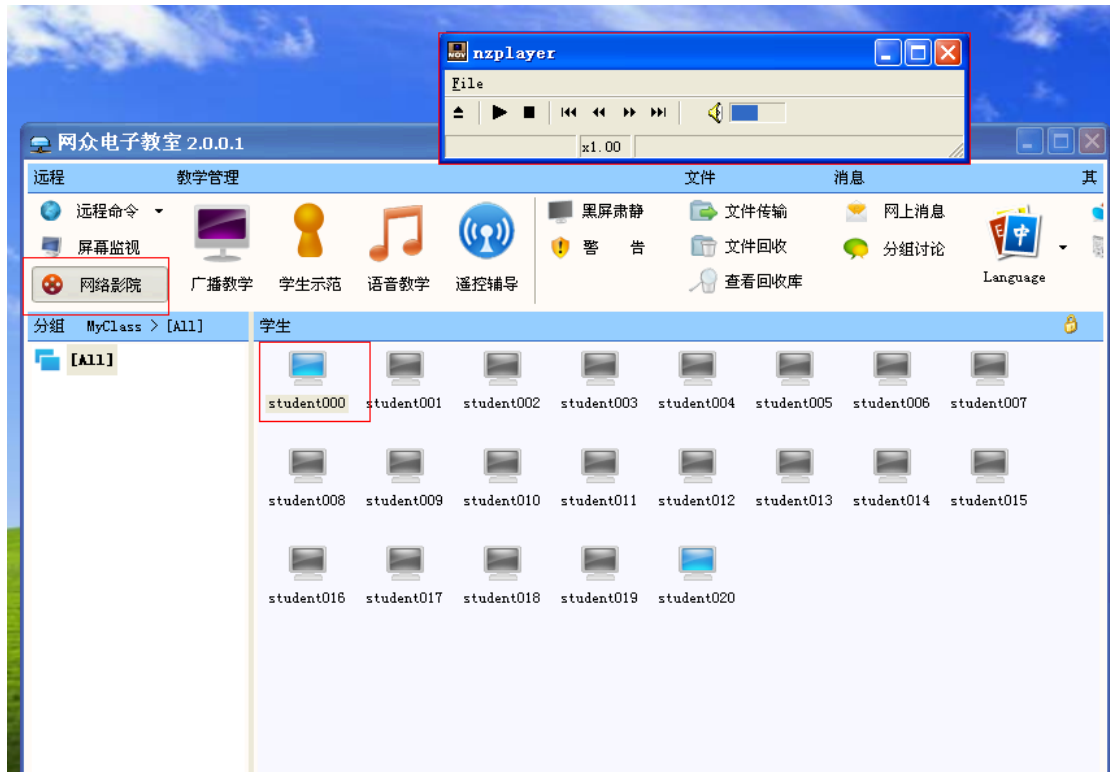 nzplayer
File
x1.00
网众电子教室 2.0.0.1
远程 教学管理 文件 消息 其
远程命令 黑屏肃静 文件传输 网上消息
屏幕监视 警 告 文件回收 分组讨论
网络影院 广播教学 学生示范 语音教学 遥控辅导 查看回收库 Language
分组 MyClass > [All] 学生
[All]
student000 student001 student002 student003 student004 student005 student006 student007
student008 student009 student010 student011 student012 student013 student014 student015
student016 student017 student018 student019 student020